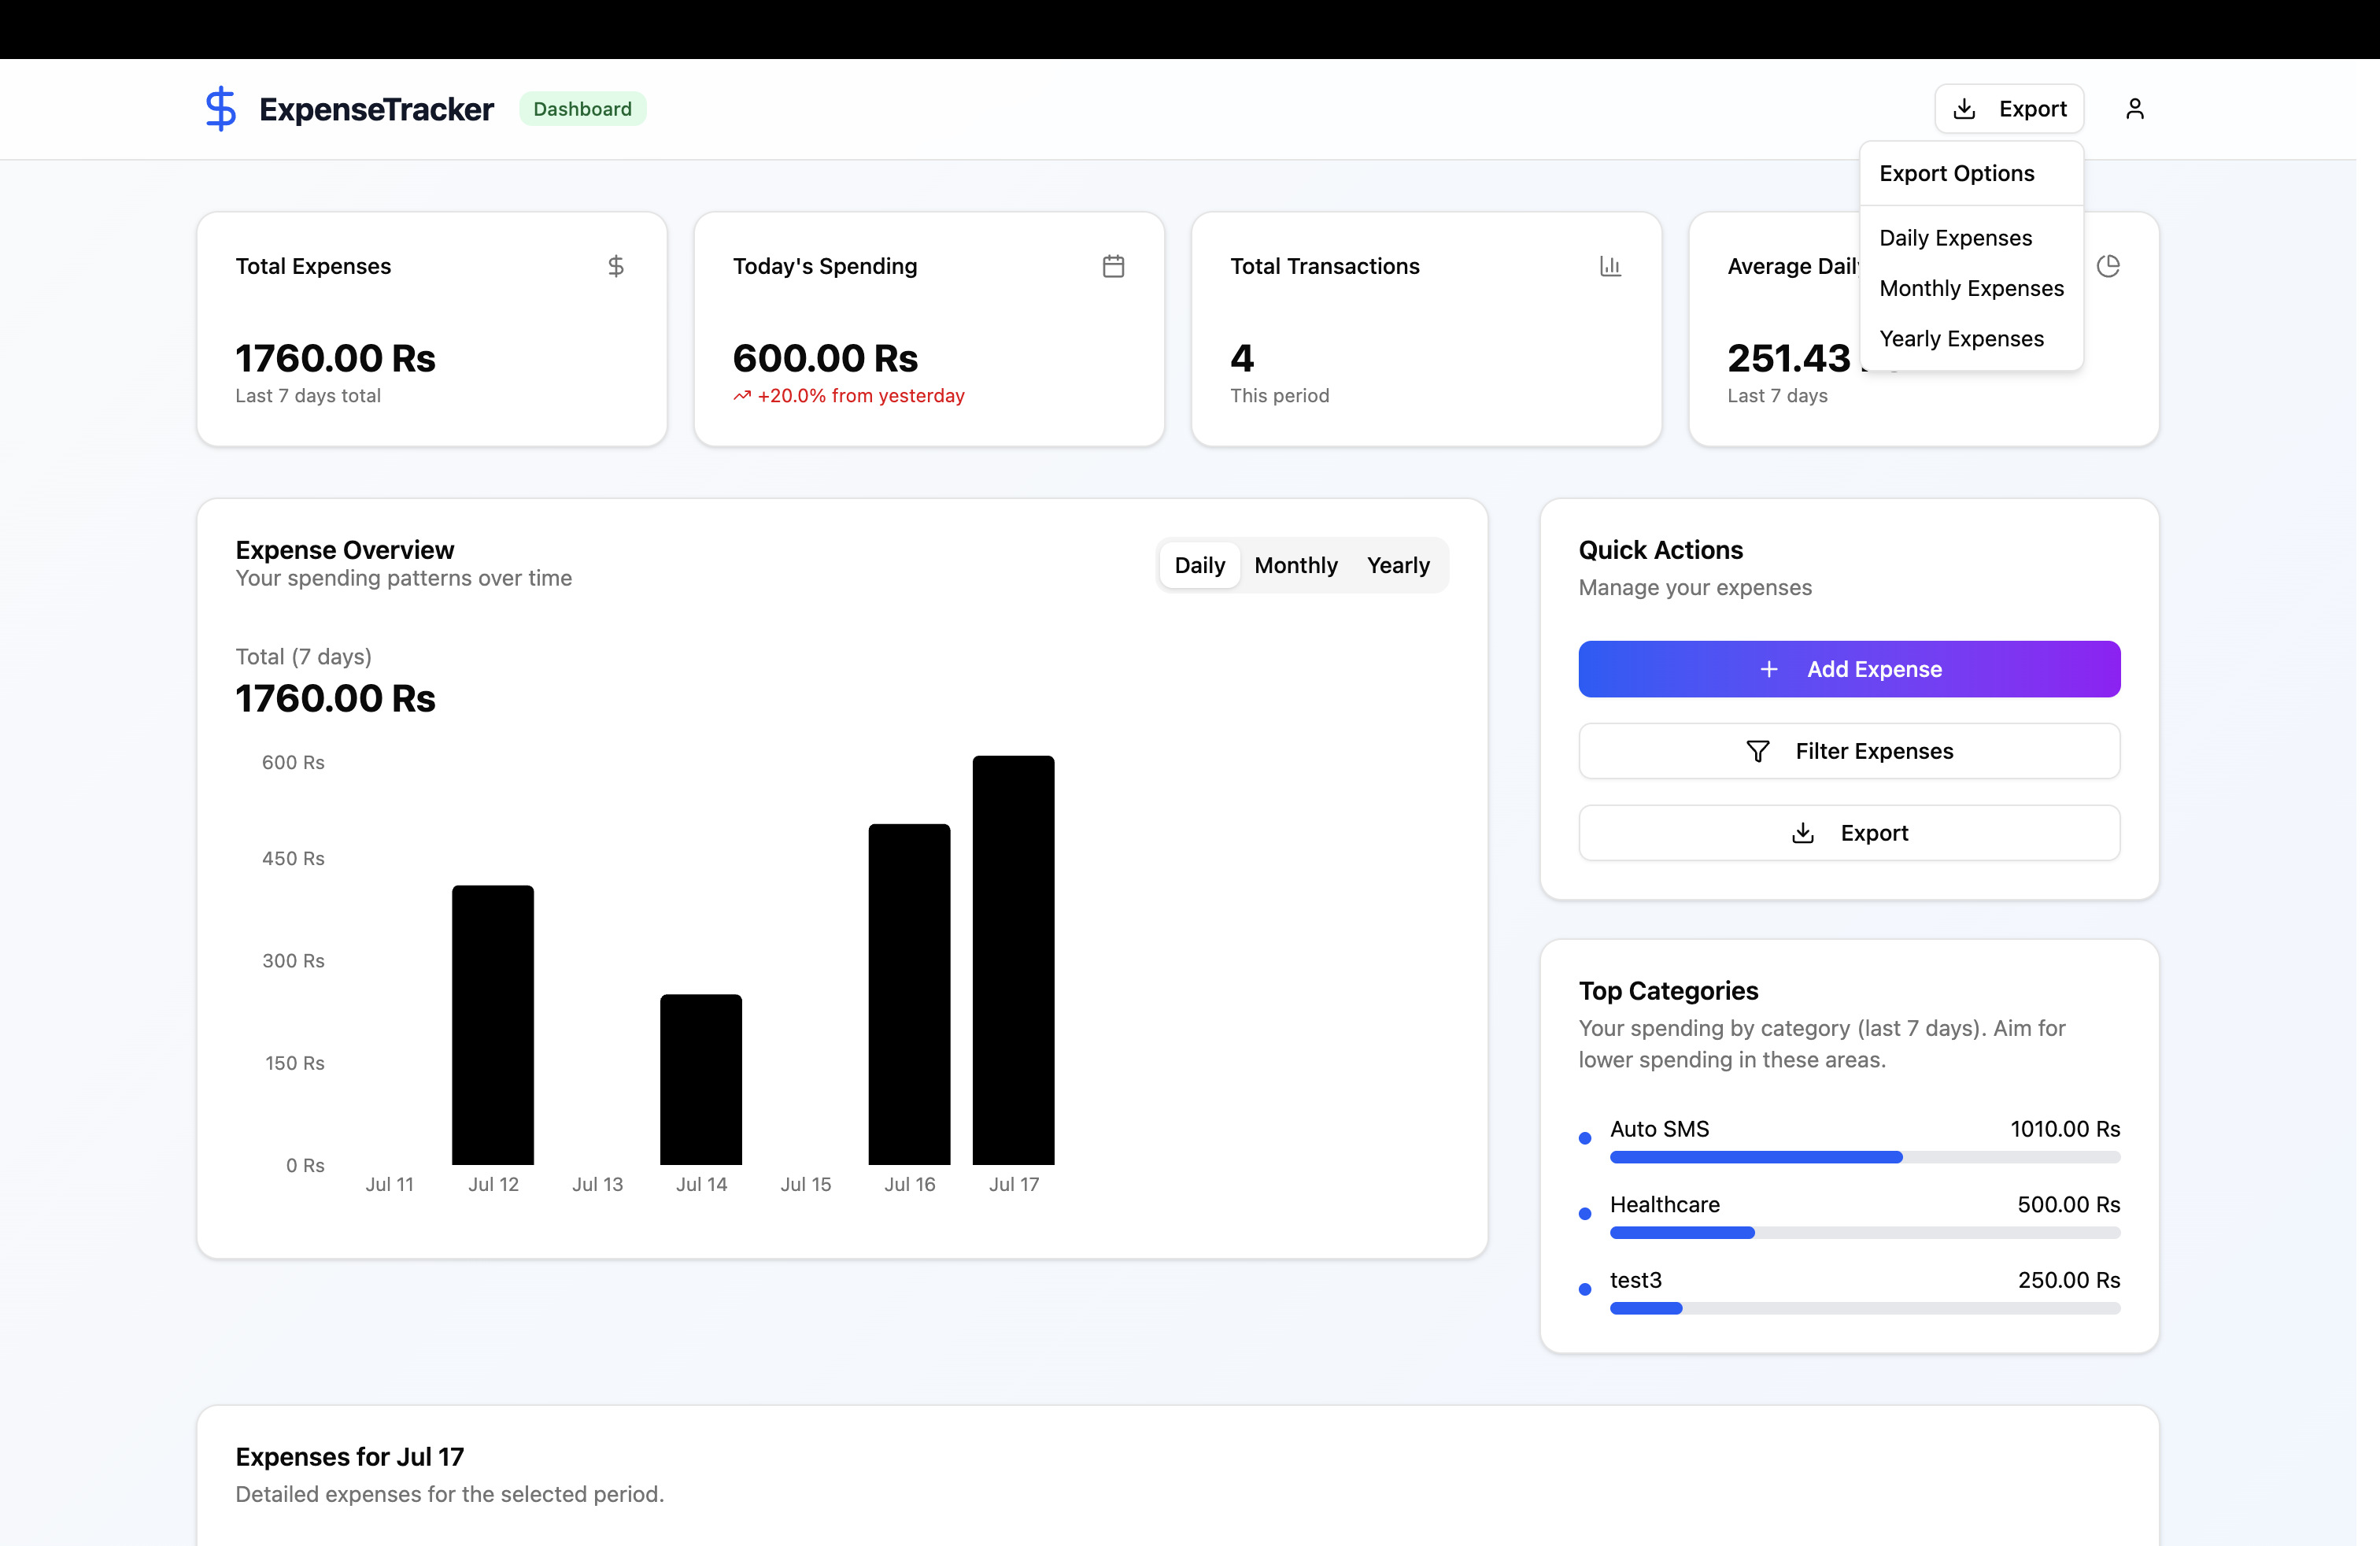 ExpenseTracker
Dashboard
Export
Export Options
Daily Expenses
Monthly Expenses
Yearly Expenses
Total Expenses
1760.00 Rs
Last 7 days total
Today's Spending
600.00 Rs
+20.0% from yesterday
Total Transactions
4
This period
Average
251.43
Last 7 days
Expense Overview
Your spending patterns over time
Daily Monthly Yearly
Total (7 days)
1760.00 Rs
600 Rs
450 Rs
300 Rs
150 Rs
0 Rs
Jul 11 Jul 12 Jul 13 Jul 14 Jul 15 Jul 16 Jul 17
Quick Actions
Manage your expenses
Add Expense
Filter Expenses
Export
Top Categories
Your spending by category (last 7 days). Aim for
lower spending in these areas.
Auto SMS 1010.00 Rs
Healthcare 500.00 Rs
test3 250.00 Rs
Expenses for Jul 17
Detailed expenses for the selected period.